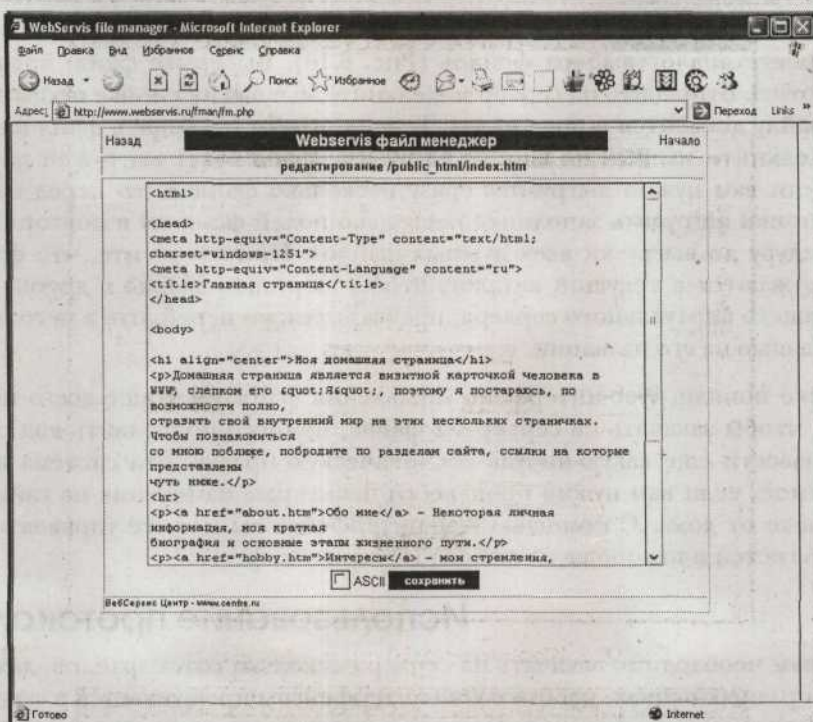 WebServis file manager - Microsoft Internet Explorer
Файл Правка Вид Избранное Сервис Справка
Назад Поиск Избранное
Адрес: http://www.webservis.ru/fman/fm.php Переход Links »
Назад Webservis файл менеджер Начало
редактирование /public_html/index.htm
<html>
<head>
<meta http-equiv="Content-Type" content="text/html;
charset=windows-1251">
<meta http-equiv="Content-Language" content="ru">
<title>Главная страница</title>
</head>
<body>
<h1 align="center">Моя домашняя страница</h1>
<p>Домашняя страница является визитной карточкой человека в
WWW, слепком его &quot;Я&quot;, поэтому я постараюсь, по
возможности полно,
отразить свой внутренний мир на этих нескольких страничках.
Чтобы познакомиться
со мною поближе, побродите по разделам сайта, ссылки на которые
представлены
чуть ниже.</p>
<hr>
<p><a href="about.htm">Обо мне</a> - Некоторая личная
информация, моя краткая
биография и основные этапы жизненного пути.</p>
<p><a href="hobby.htm">Интересы</a> - мои стремления,
ASCII сохранить
ВебСервис Центр - www.cenbs.ru
Готово Internet